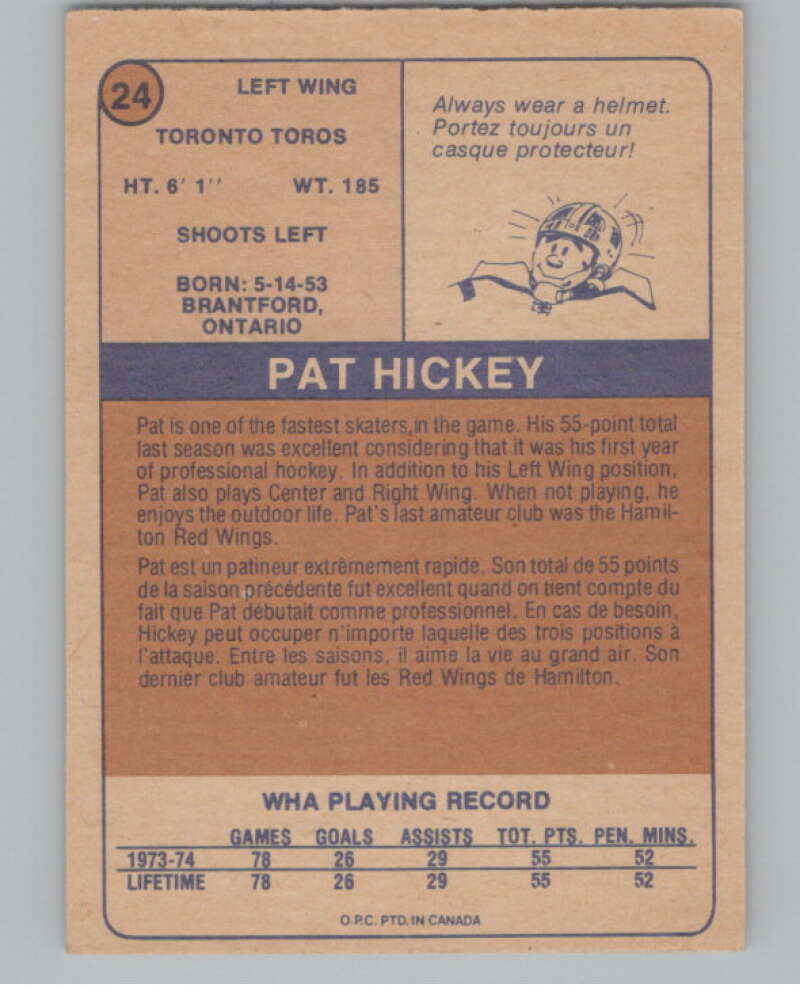 24
LEFT WING
TORONTO TOROS
HT. 6' 1'' WT. 185
SHOOTS LEFT
BORN: 5-14-53
BRANTFORD,
ONTARIO
Always wear a helmet.
Portez toujours un
casque protecteur!
PAT HICKEY
Pat is one of the fastest skaters in the game. His 55-point total
last season was excellent considering that it was his first year
of professional hockey. In addition to his Left Wing position,
Pat also plays Center and Right Wing. When not playing, he
enjoys the outdoor life. Pat's last amateur club was the Hamil-
ton Red Wings.
Pat est un patineur extrêmement rapide. Son total de 55 points
de la saison précédente fut excellent quand on tient compte du
fait que Pat débutait comme professionnel. En cas de besoin,
Hickey peut occuper n'importe laquelle des trois positions à
l'attaque. Entre les saisons, il aime la vie au grand air. Son
dernier club amateur fut les Red Wings de Hamilton.
WHA PLAYING RECORD
GAMES GOALS ASSISTS TOT. PTS. PEN. MINS.
1973-74 78 26 29 55 52
LIFETIME 78 26 29 55 52
O.P.C. PTD. IN CANADA